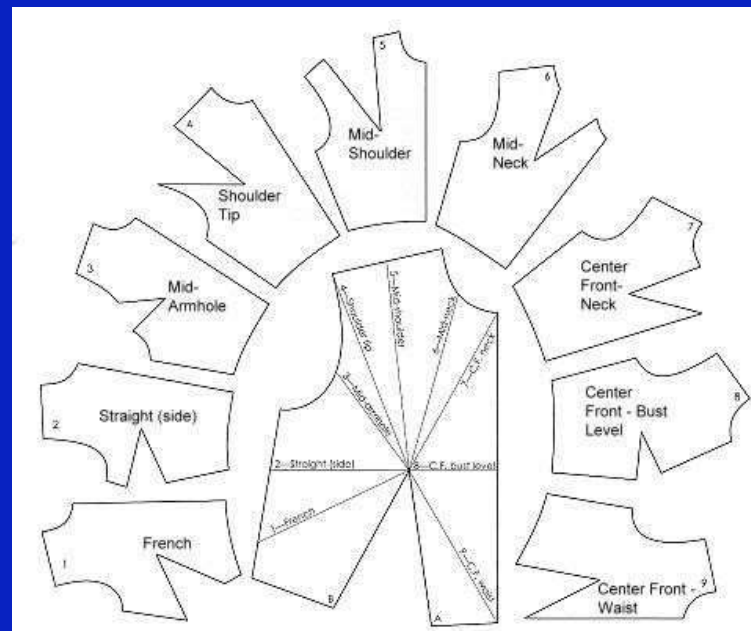 5
Mid-
Shoulder
6
Mid-
Neck
4
Shoulder
Tip
7
Center
Front-
Neck
3
Mid-
Armhole
8
Center
Front - Bust
Level
2
Straight (side)
9
Center Front -
Waist
1
French
4—Shoulder tip
5—Mid-shoulder
6—Mid-neck
7—C.F. neck
3—Mid-armhole
2—Straight (side)
8—C.F. bust level
1—French
9—C.F. waist
B
A